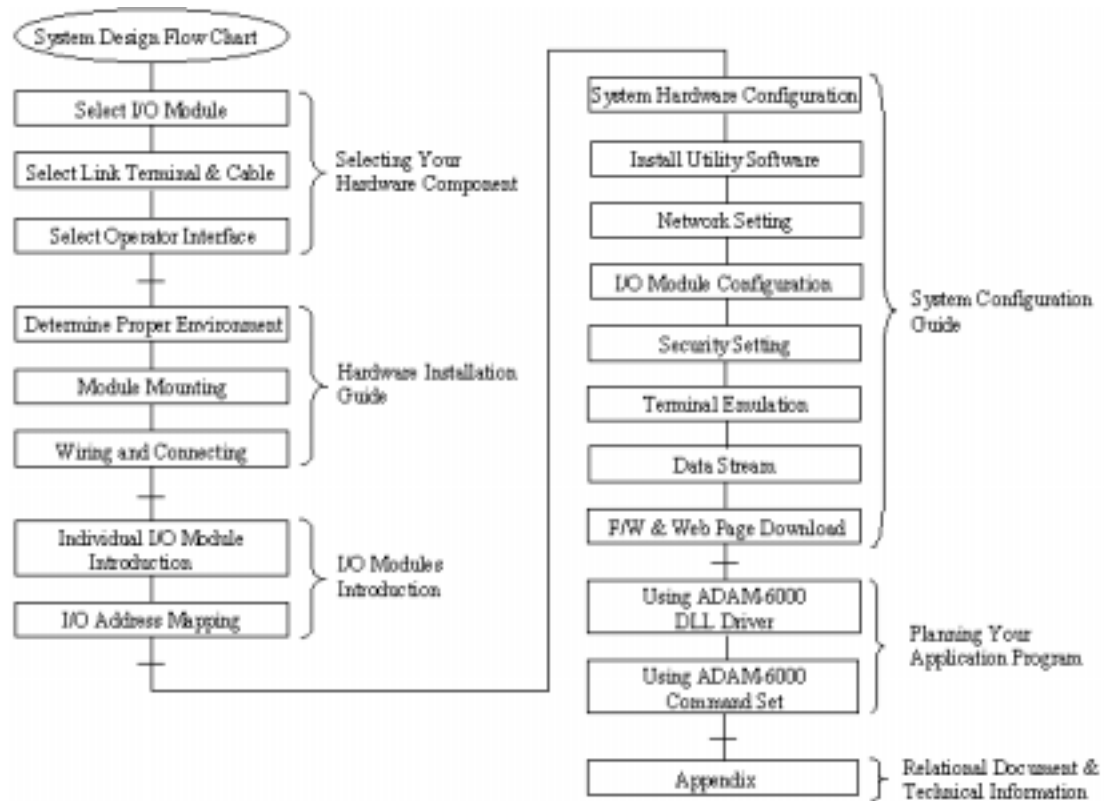 System Design Flow Chart
Select I/O Module
Select Link Terminal & Cable
Select Operator Interface
Selecting Your
Hardware Component
Determine Proper Environment
Module Mounting
Wiring and Connecting
Hardware Installation
Guide
Individual I/O Module
Introduction
I/O Address Mapping
I/O Modules
Introduction
System Hardware Configuration
Install Utility Software
Network Setting
I/O Module Configuration
Security Setting
Terminal Emulation
Data Stream
F/W & Web Page Download
System Configuration
Guide
Using ADAM-6000
DLL Driver
Using ADAM-6000
Command Set
Planning Your
Application Program
Appendix
Relational Document &
Technical Information